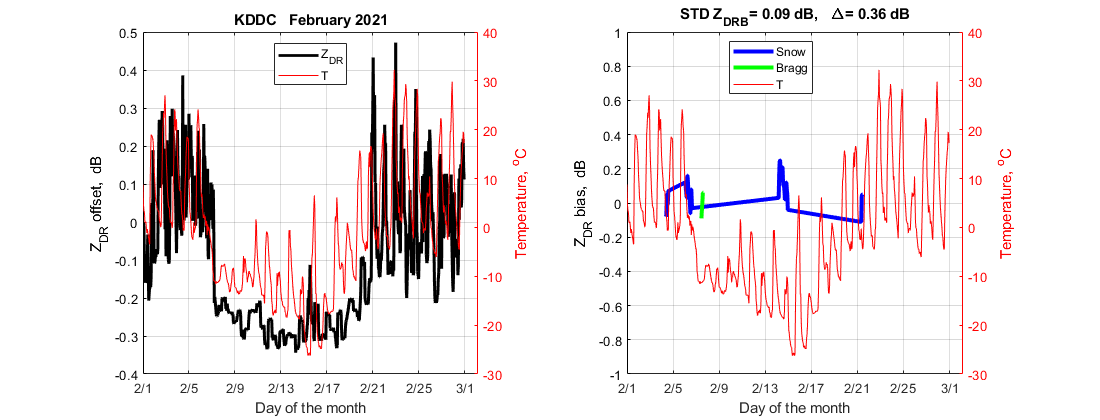 KDDC February 2021
0.5
0.4
0.3
0.2
0.1
0
-0.1
-0.2
-0.3
-0.4
Z_DR offset, dB
Z_DR
T
40
30
20
10
0
-10
-20
-30
Temperature, °C
2/1 2/5 2/9 2/13 2/17 2/21 2/25 3/1
Day of the month
STD Z_DRB = 0.09 dB, Δ = 0.36 dB
1
0.8
0.6
0.4
0.2
0
-0.2
-0.4
-0.6
-0.8
-1
Z_DR bias, dB
Snow
Bragg
T
40
30
20
10
0
-10
-20
-30
Temperature, °C
2/1 2/5 2/9 2/13 2/17 2/21 2/25 3/1
Day of the month